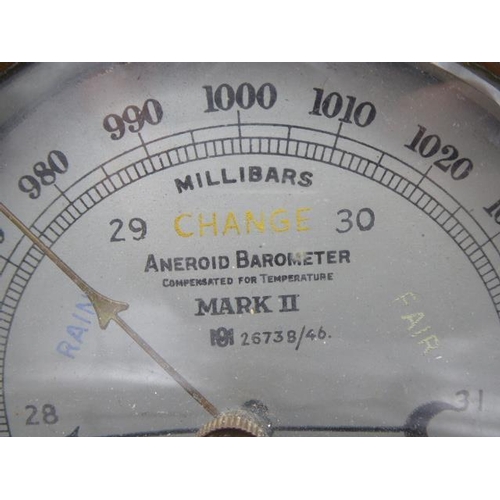 980 990 1000 1010 1020
MILLIBARS
29 CHANGE 30
ANEROID BAROMETER
COMPENSATED FOR TEMPERATURE
MARK II
RAIN
FAIR
26738/46.
28
31